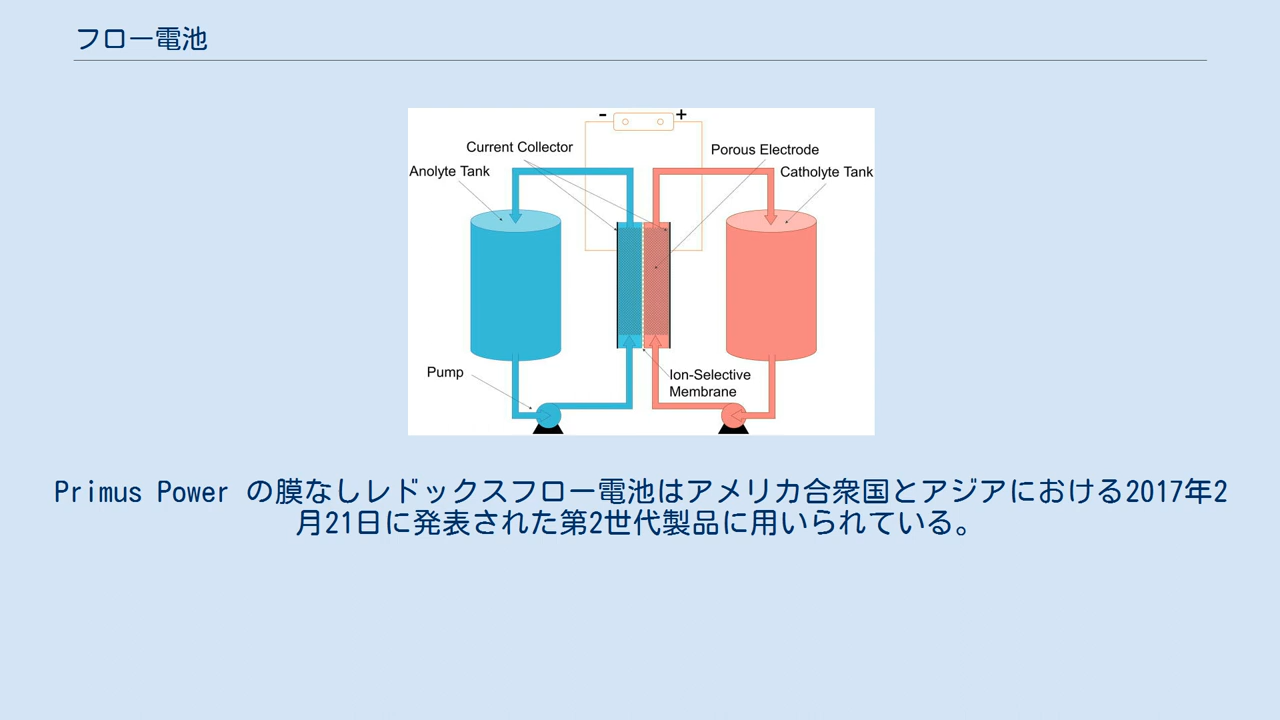 フロー電池
- +
Current Collector
Porous Electrode
Anolyte Tank
Catholyte Tank
Pump
Ion-Selective
Membrane
Primus Power の膜なしレドックスフロー電池はアメリカ合衆国とアジアにおける2017年2
月21日に発表された第2世代製品に用いられている。